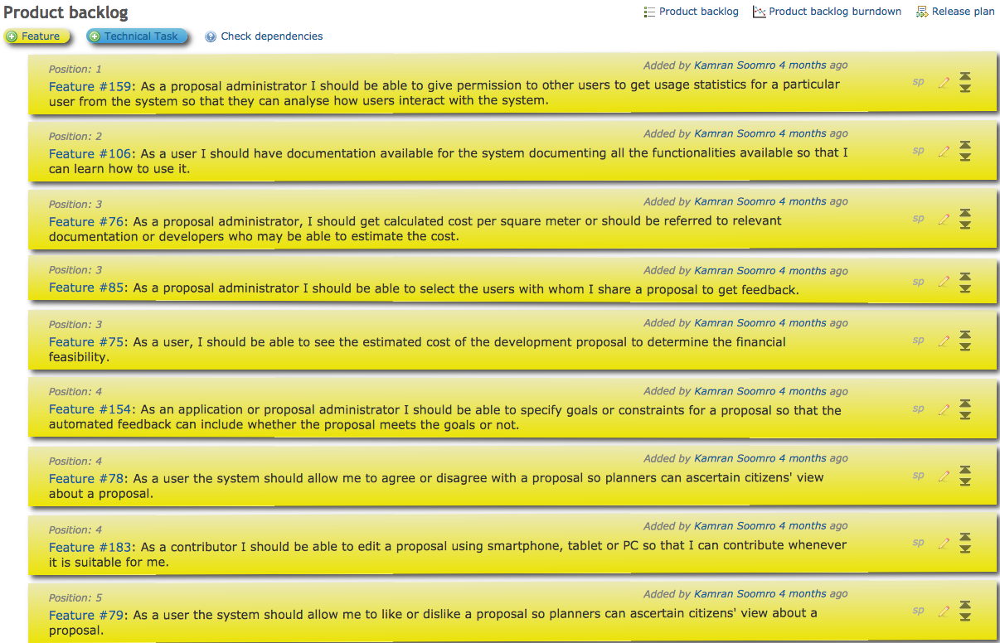 Product backlog
Product backlog Product backlog burndown Release plan
Feature Technical Task Check dependencies
Position: 1
Added by Kamran Soomro 4 months ago
Feature #159: As a proposal administrator I should be able to give permission to other users to get usage statistics for a particular
user from the system so that they can analyse how users interact with the system.
sp
Position: 2
Added by Kamran Soomro 4 months ago
Feature #106: As a user I should have documentation available for the system documenting all the functionalities available so that I
can learn how to use it.
sp
Position: 3
Added by Kamran Soomro 4 months ago
Feature #76: As a proposal administrator, I should get calculated cost per square meter or should be referred to relevant
documentation or developers who may be able to estimate the cost.
sp
Position: 3
Added by Kamran Soomro 4 months ago
Feature #85: As a proposal administrator I should be able to select the users with whom I share a proposal to get feedback.
sp
Position: 3
Added by Kamran Soomro 4 months ago
Feature #75: As a user, I should be able to see the estimated cost of the development proposal to determine the financial
feasibility.
sp
Position: 4
Added by Kamran Soomro 4 months ago
Feature #154: As an application or proposal administrator I should be able to specify goals or constraints for a proposal so that the
automated feedback can include whether the proposal meets the goals or not.
sp
Position: 4
Added by Kamran Soomro 4 months ago
Feature #78: As a user the system should allow me to agree or disagree with a proposal so planners can ascertain citizens' view
about a proposal.
sp
Position: 4
Added by Kamran Soomro 4 months ago
Feature #183: As a contributor I should be able to edit a proposal using smartphone, tablet or PC so that I can contribute whenever
it is suitable for me.
sp
Position: 5
Added by Kamran Soomro 4 months ago
Feature #79: As a user the system should allow me to like or dislike a proposal so planners can ascertain citizens' view about a
proposal.
sp